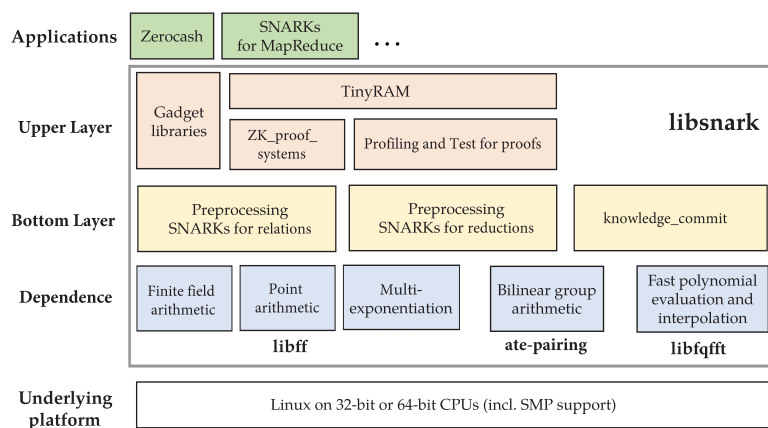 Applications
Zerocash
SNARKs
for MapReduce
...
Upper Layer
Gadget
libraries
TinyRAM
ZK_proof_
systems
Profiling and Test for proofs
libsnark
Bottom Layer
Preprocessing
SNARKs for relations
Preprocessing
SNARKs for reductions
knowledge_commit
Dependence
Finite field
arithmetic
Point
arithmetic
Multi-
exponentiation
Bilinear group
arithmetic
Fast polynomial
evaluation and
interpolation
libff
ate-pairing
libfqfft
Underlying
platform
Linux on 32-bit or 64-bit CPUs (incl. SMP support)